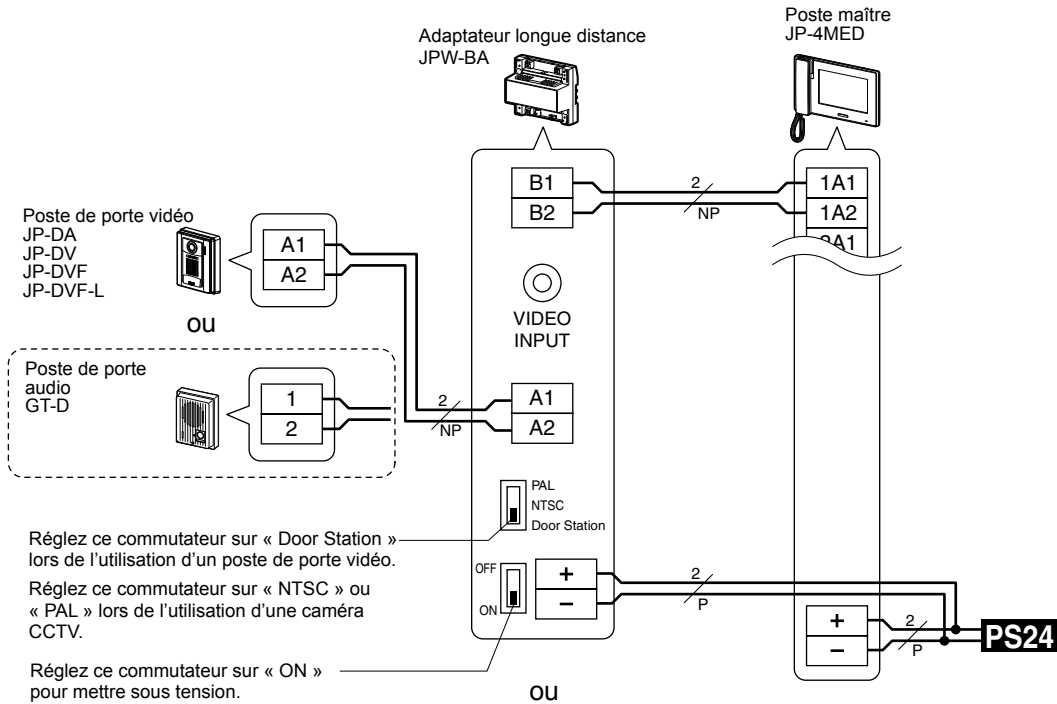 Poste maître
JP-4MED
Adaptateur longue distance
JPW-BA
B1
B2
2
NP
1A1
1A2
2A1
Poste de porte vidéo
JP-DA
JP-DV
JP-DVF
JP-DVF-L
A1
A2
ou
VIDEO
INPUT
Poste de porte
audio
GT-D
1
2
2
NP
A1
A2
PAL
NTSC
Door Station
Réglez ce commutateur sur « Door Station »
lors de l’utilisation d’un poste de porte vidéo.
Réglez ce commutateur sur « NTSC » ou
« PAL » lors de l’utilisation d’une caméra
CCTV.
OFF
ON
+
–
2
P
+
–
2
P
PS24
Réglez ce commutateur sur « ON »
pour mettre sous tension.
ou